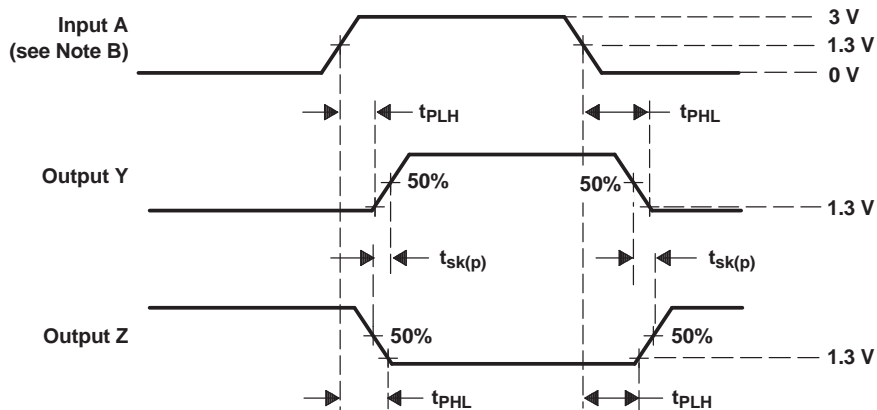 Input A
(see Note B)
3 V
1.3 V
0 V
tPLH
tPHL
Output Y
50%
50%
1.3 V
tsk(p)
tsk(p)
Output Z
50%
50%
1.3 V
tPHL
tPLH